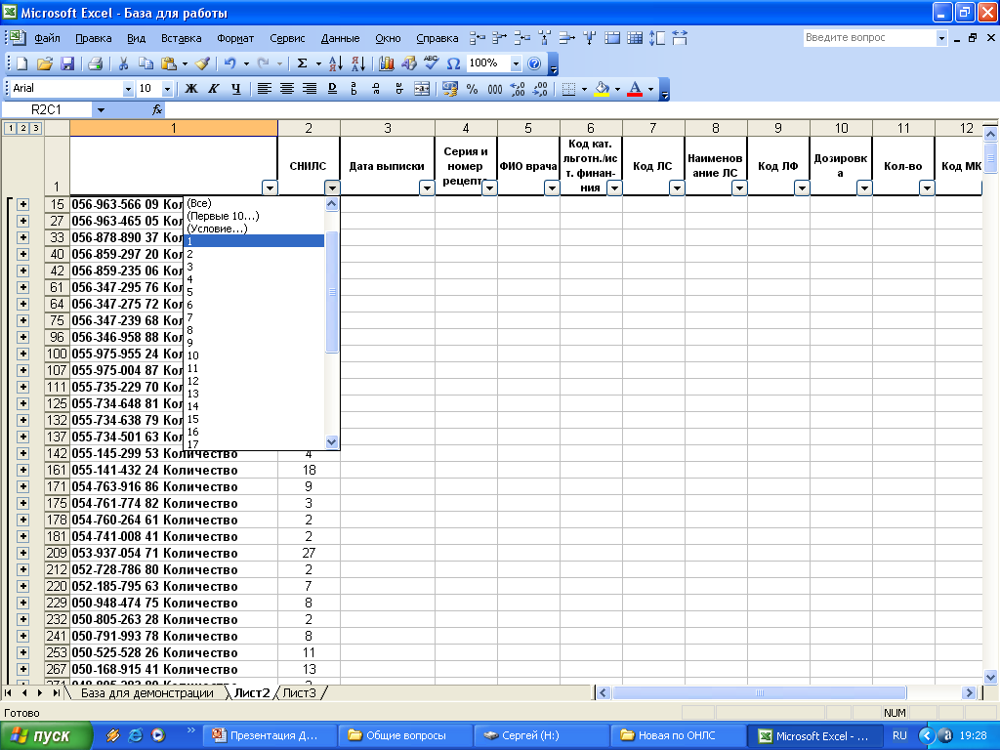 Microsoft Excel - База для работы
Файл Правка Вид Вставка Формат Сервис Данные Окно Справка Введите вопрос
100%
Arial 10 Ж К Ч % 000
R2C1 fx
1 2 3 1 2 3 4 5 6 7 8 9 10 11 12
1 СНИЛС Дата выписки Серия и номер рецепто ФИО врача Код кат. льготн./ис т. финан- ния Код ЛС Наименов ание ЛС Код ЛФ Дозировк а Кол-во Код МК
(Все)
(Первые 10...)
(Условие...)
1
2
3
4
5
6
7
8
9
10
11
12
13
14
15
16
17
15 056-963-566 09 Кол
27 056-963-465 05 Кол
33 056-878-890 37 Кол
40 056-859-297 20 Кол
42 056-859-235 06 Кол
61 056-347-295 76 Кол
64 056-347-275 72 Кол
75 056-347-239 68 Кол
96 056-346-958 88 Кол
100 055-975-955 24 Кол
107 055-975-004 87 Кол
111 055-735-229 70 Кол
125 055-734-648 81 Кол
132 055-734-638 79 Кол
137 055-734-501 63 Кол
142 055-145-299 53 Количество 4
161 055-141-432 24 Количество 18
171 054-763-916 86 Количество 9
175 054-761-774 82 Количество 3
178 054-760-264 61 Количество 2
181 054-741-008 41 Количество 2
209 053-937-054 71 Количество 27
212 052-728-786 80 Количество 2
220 052-185-795 63 Количество 7
229 050-948-474 75 Количество 8
232 050-805-263 28 Количество 2
241 050-791-993 78 Количество 8
253 050-525-528 26 Количество 11
267 050-168-915 41 Количество 13
База для демонстрации Лист2 Лист3
Готово NUM
пуск Презентация Д... Общие вопросы Сергей (H:) Новая по ОНЛС Microsoft Excel - ... RU 19:28